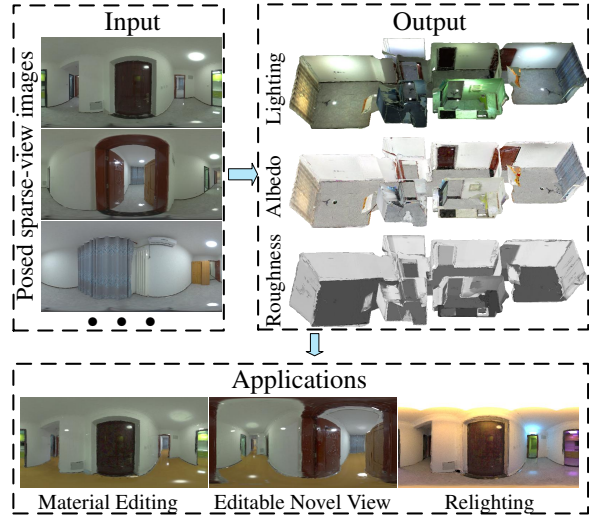 Input
Posed sparse-view images
Output
Lighting
Albedo
Roughness
Applications
Material Editing
Editable Novel View
Relighting